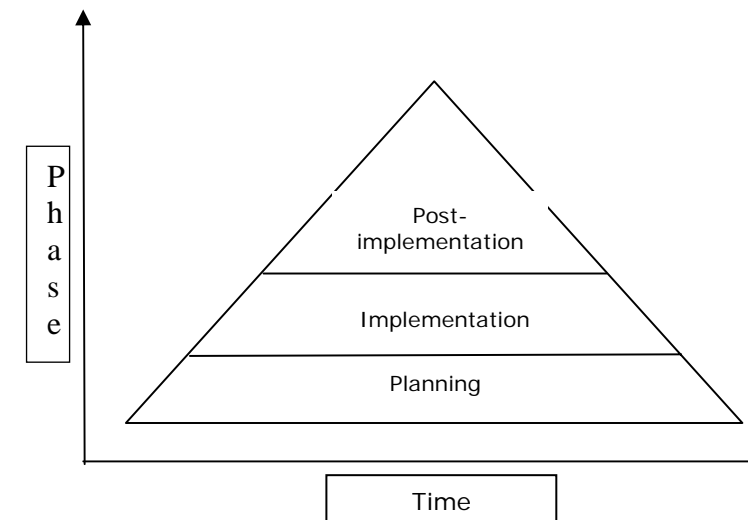 P
h
a
s
e
Post-
implementation
Implementation
Planning
Time